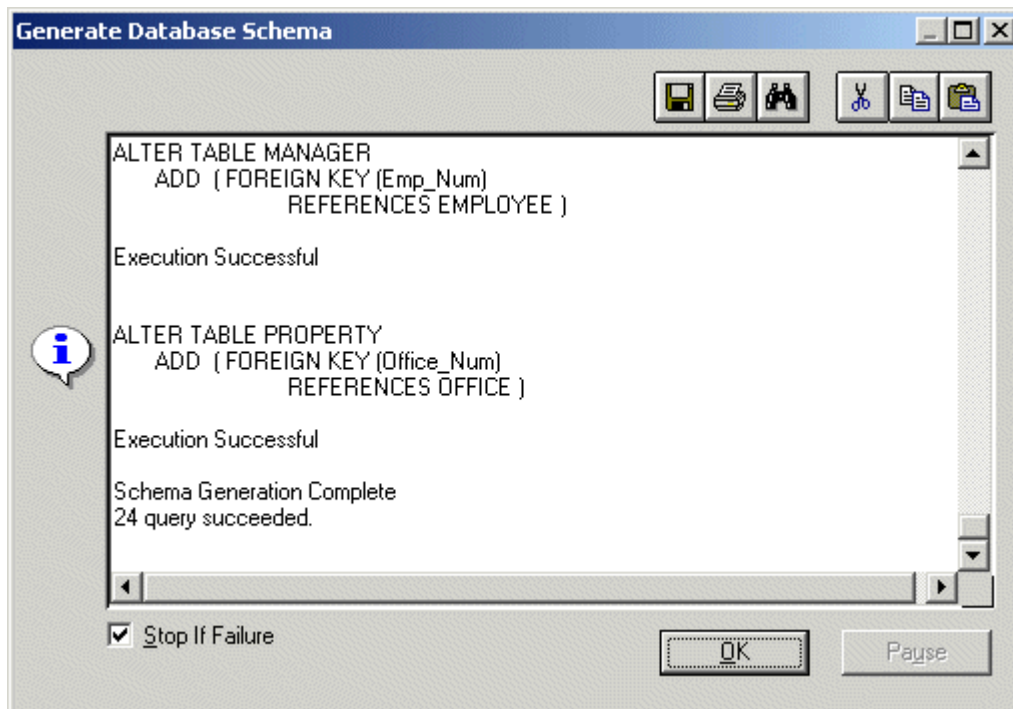 Generate Database Schema
ALTER TABLE MANAGER
ADD ( FOREIGN KEY (Emp_Num)
REFERENCES EMPLOYEE )
Execution Successful
ALTER TABLE PROPERTY
ADD ( FOREIGN KEY (Office_Num)
REFERENCES OFFICE )
Execution Successful
Schema Generation Complete
24 query succeeded.
Stop If Failure
OK
Pause